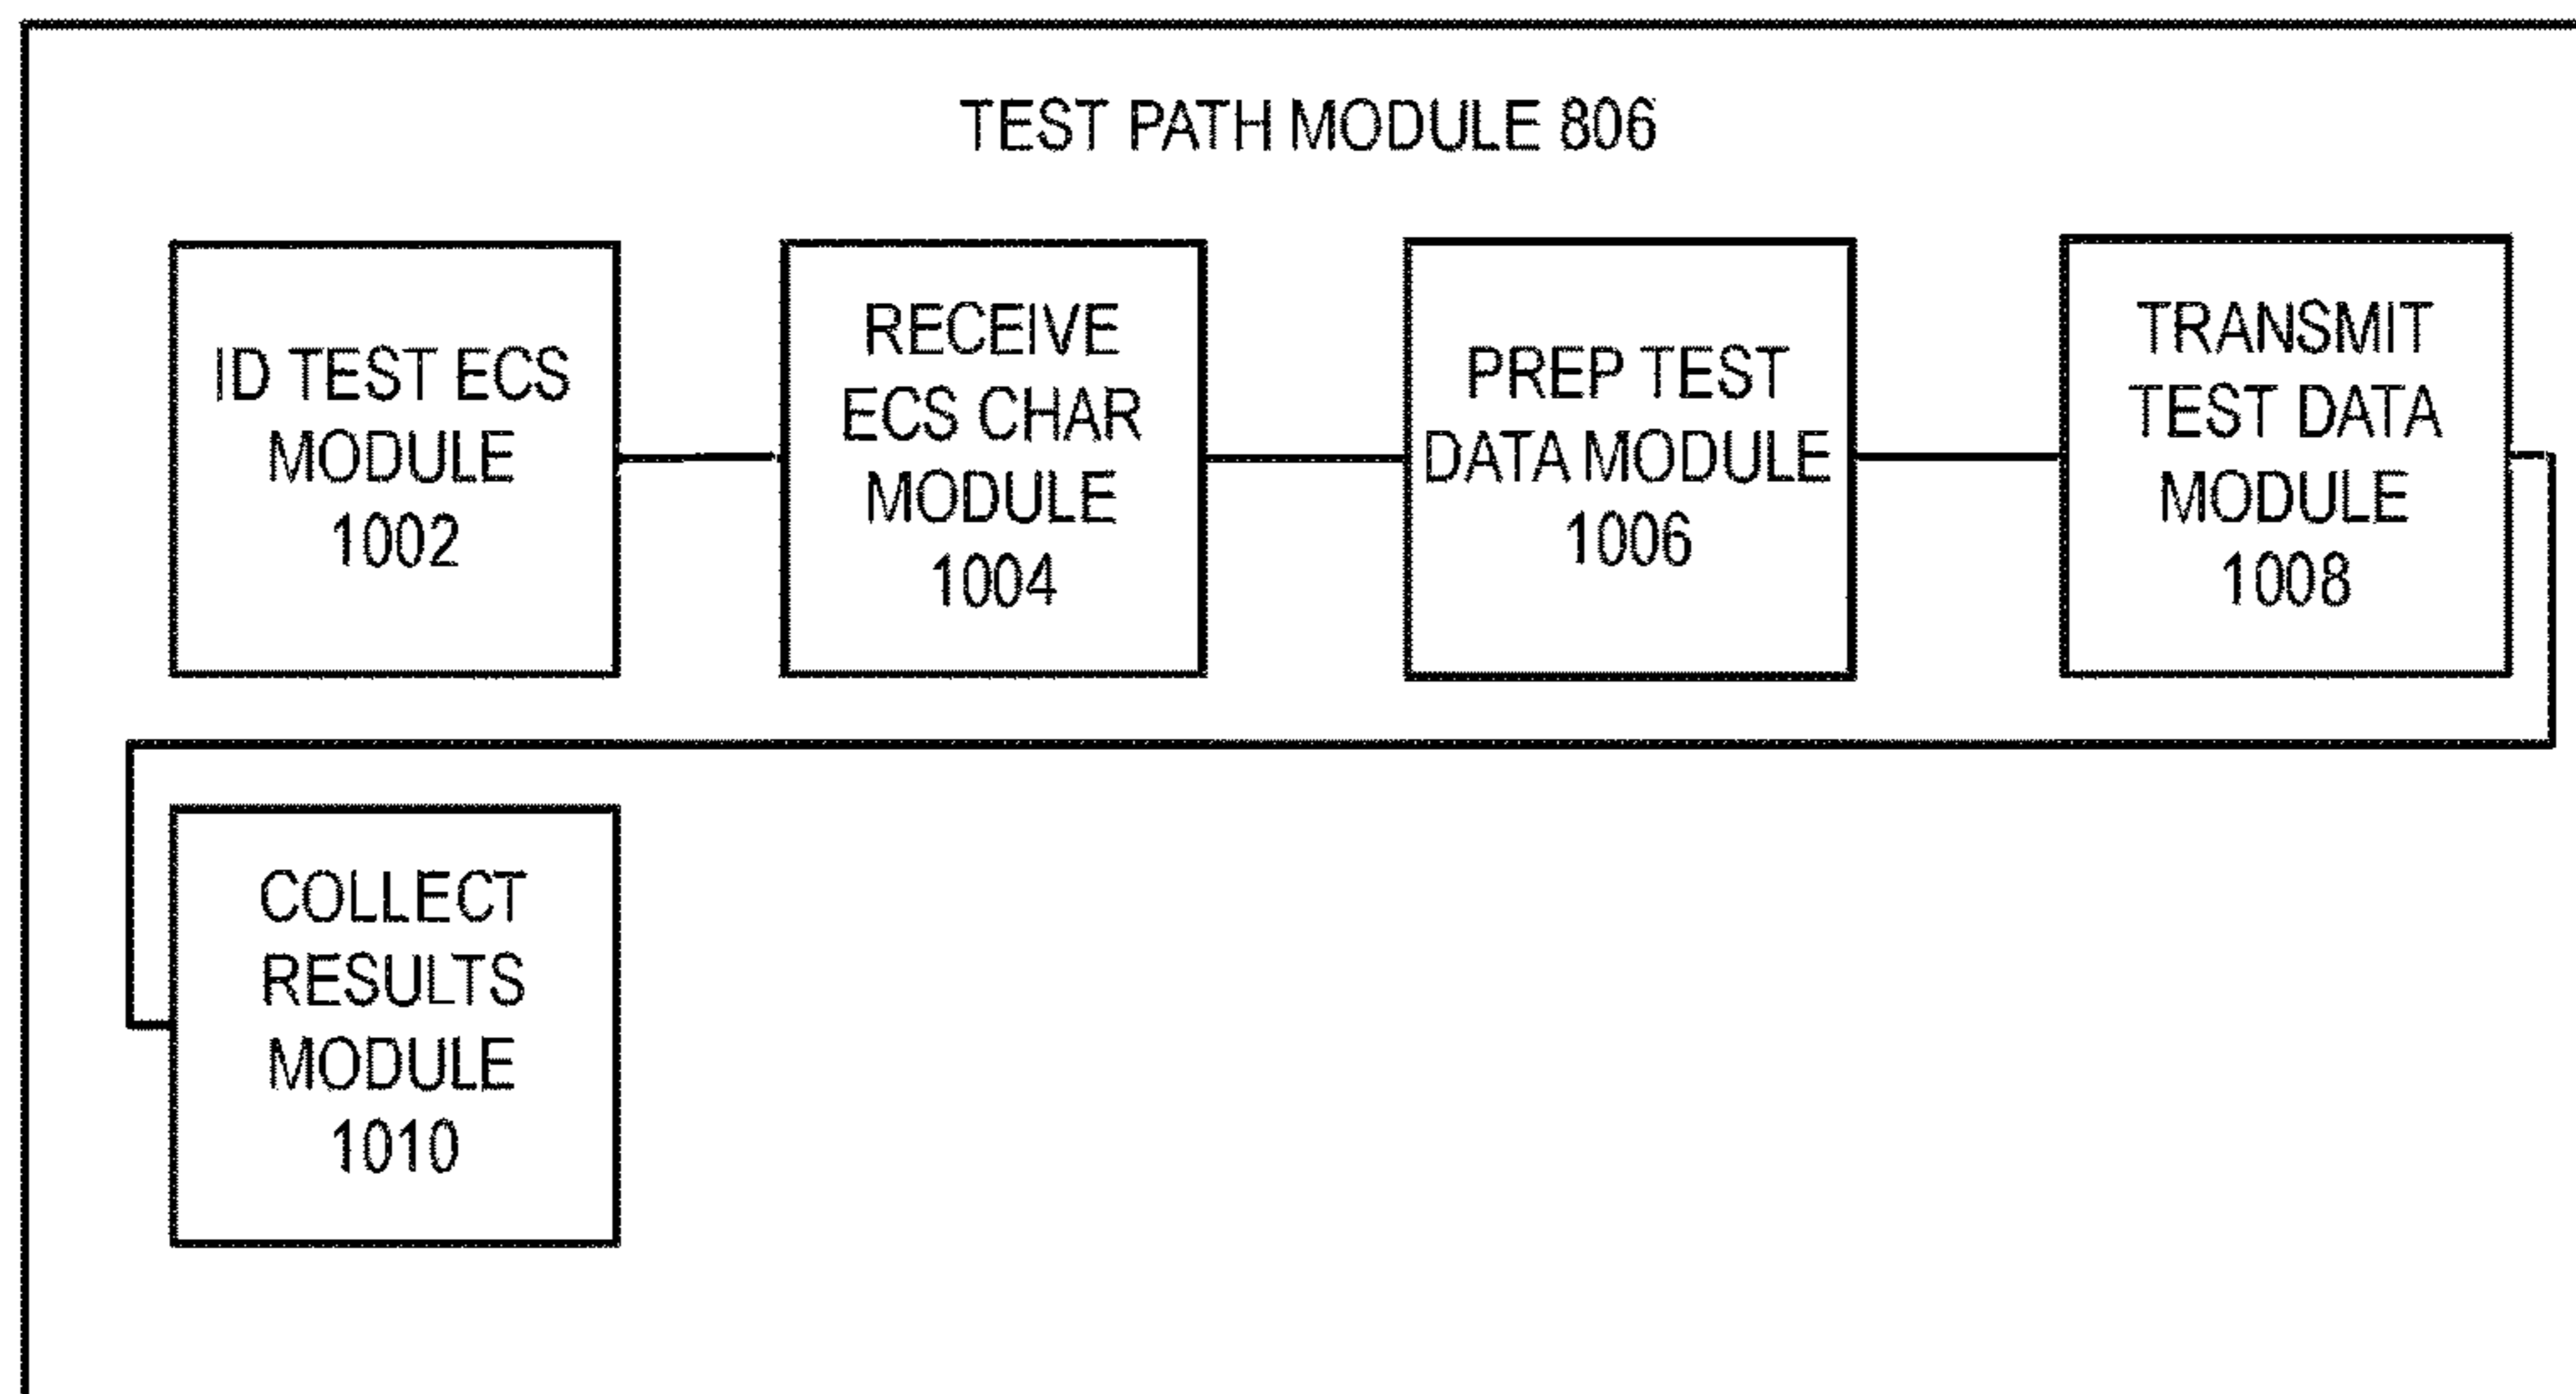 TEST PATH MODULE 806
ID TEST ECS
MODULE
1002
RECEIVE
ECS CHAR
MODULE
1004
PREP TEST
DATA MODULE
1006
TRANSMIT
TEST DATA
MODULE
1008
COLLECT
RESULTS
MODULE
1010